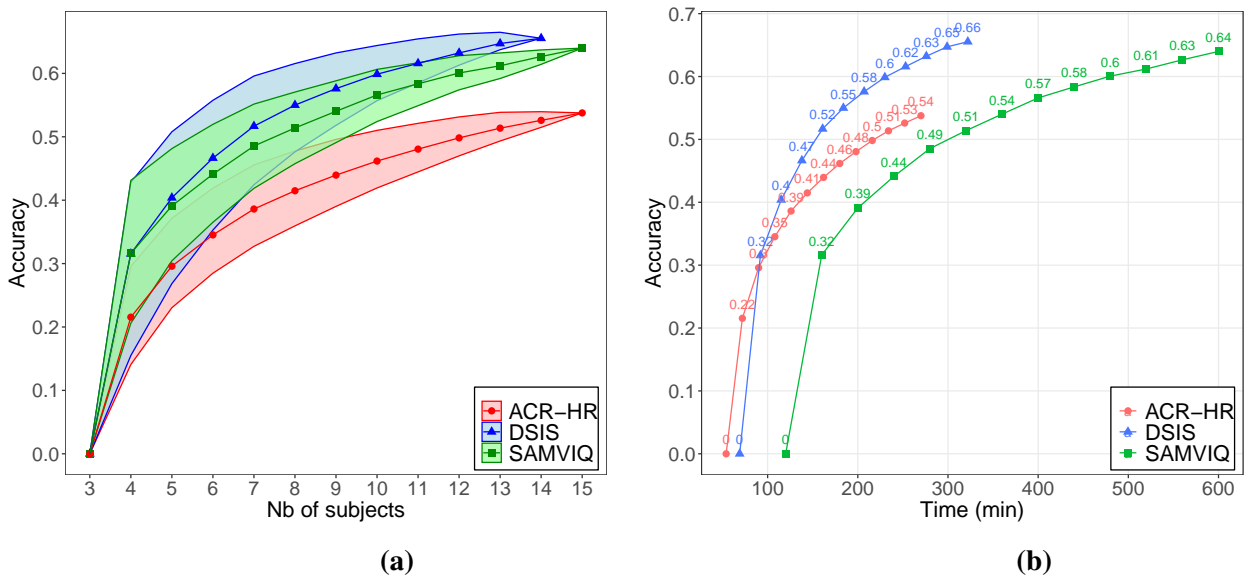 Accuracy
0.6
0.5
0.4
0.3
0.2
0.1
0.0
3 4 5 6 7 8 9 10 11 12 13 14 15
Nb of subjects
ACR−HR
DSIS
SAMVIQ
(a)
Accuracy
0.7
0.6
0.5
0.4
0.3
0.2
0.1
0.0
0 0.22 0.3 0.35 0.39 0.41 0.44 0.46 0.48 0.5 0.51 0.53 0.54
0 0.32 0.4 0.47 0.52 0.55 0.58 0.6 0.62 0.63 0.65 0.66
0 0.32 0.39 0.44 0.49 0.51 0.54 0.57 0.58 0.6 0.61 0.63 0.64
100 200 300 400 500 600
Time (min)
ACR−HR
DSIS
SAMVIQ
(b)